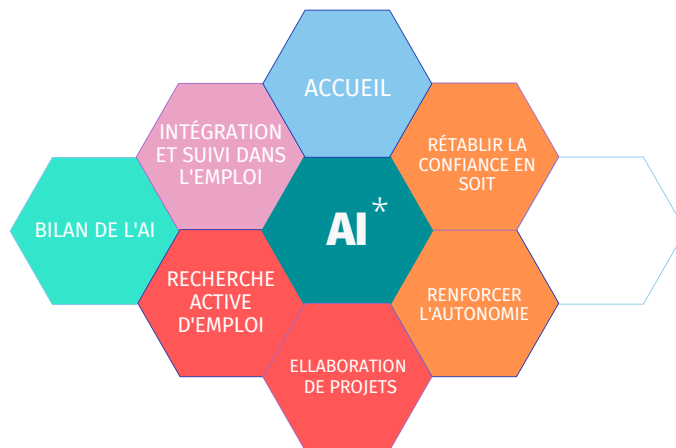 ACCUEIL
INTÉGRATION
ET SUIVI DANS
L'EMPLOI
RÉTABLIR LA
CONFIANCE EN
SOIT
BILAN DE L'AI
AI*
RECHERCHE
ACTIVE
D'EMPLOI
RENFORCER
L'AUTONOMIE
ELLABORATION
DE PROJETS